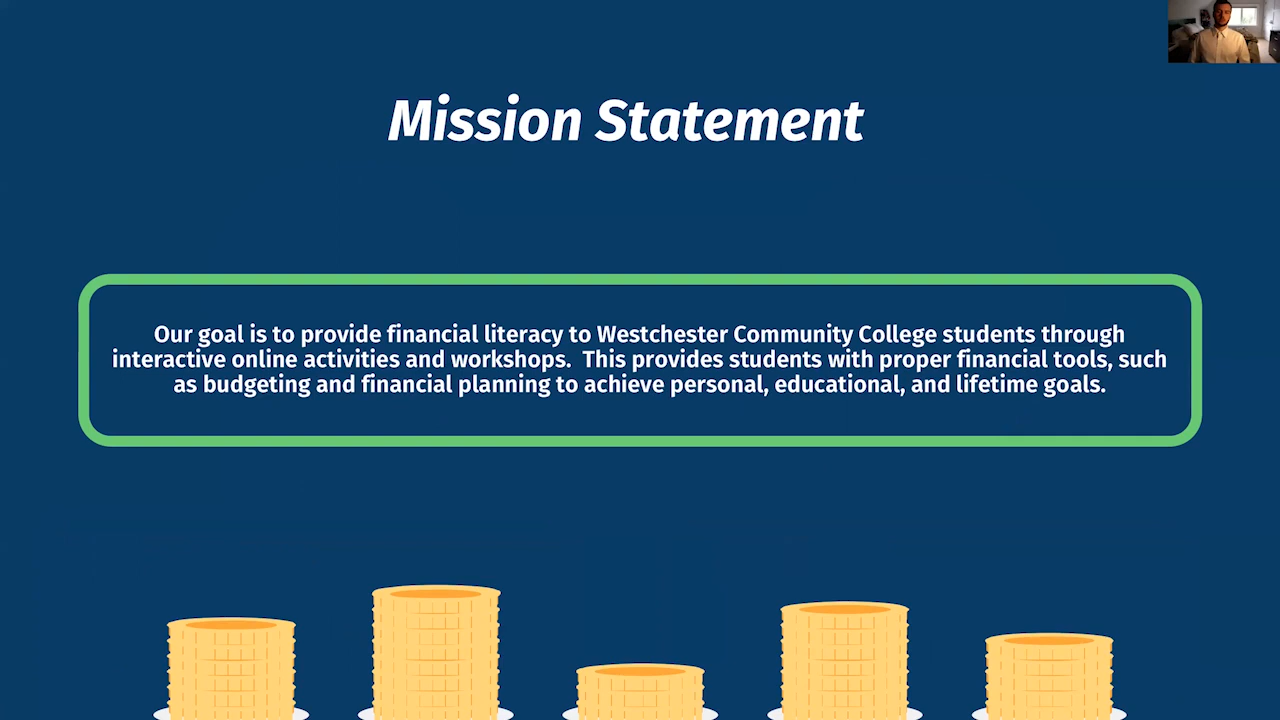 Mission Statement
Our goal is to provide financial literacy to Westchester Community College students through
interactive online activities and workshops.  This provides students with proper financial tools, such
as budgeting and financial planning to achieve personal, educational, and lifetime goals.